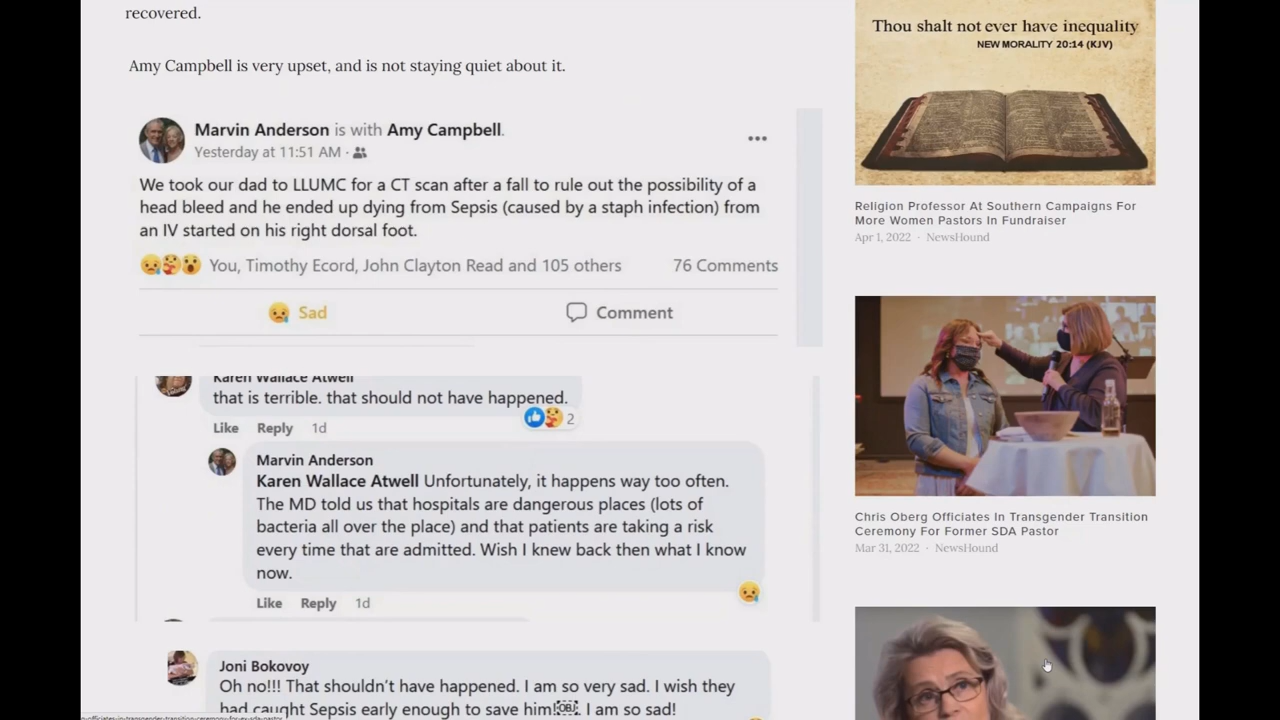 recovered.
Amy Campbell is very upset, and is not staying quiet about it.
Marvin Anderson is with Amy Campbell.
Yesterday at 11:51 AM ·
We took our dad to LLUMC for a CT scan after a fall to rule out the possibility of a
head bleed and he ended up dying from Sepsis (caused by a staph infection) from
an IV started on his right dorsal foot.
You, Timothy Ecord, John Clayton Read and 105 others 76 Comments
Sad Comment
Karen Wallace Atwell
that is terrible. that should not have happened.
2
Like Reply 1d
Marvin Anderson
Karen Wallace Atwell Unfortunately, it happens way too often.
The MD told us that hospitals are dangerous places (lots of
bacteria all over the place) and that patients are taking a risk
every time that are admitted. Wish I knew back then what I know
now.
Like Reply 1d
Joni Bokovoy
Oh no!!! That shouldn't have happened. I am so very sad. I wish they
had caught Sepsis early enough to save him!OBJ. I am so sad!
Thou shalt not ever have inequality
NEW MORALITY 20:14 (KJV)
Religion Professor At Southern Campaigns For
More Women Pastors In Fundraiser
Apr 1, 2022 · NewsHound
Chris Oberg Officiates In Transgender Transition
Ceremony For Former SDA Pastor
Mar 31, 2022 · NewsHound